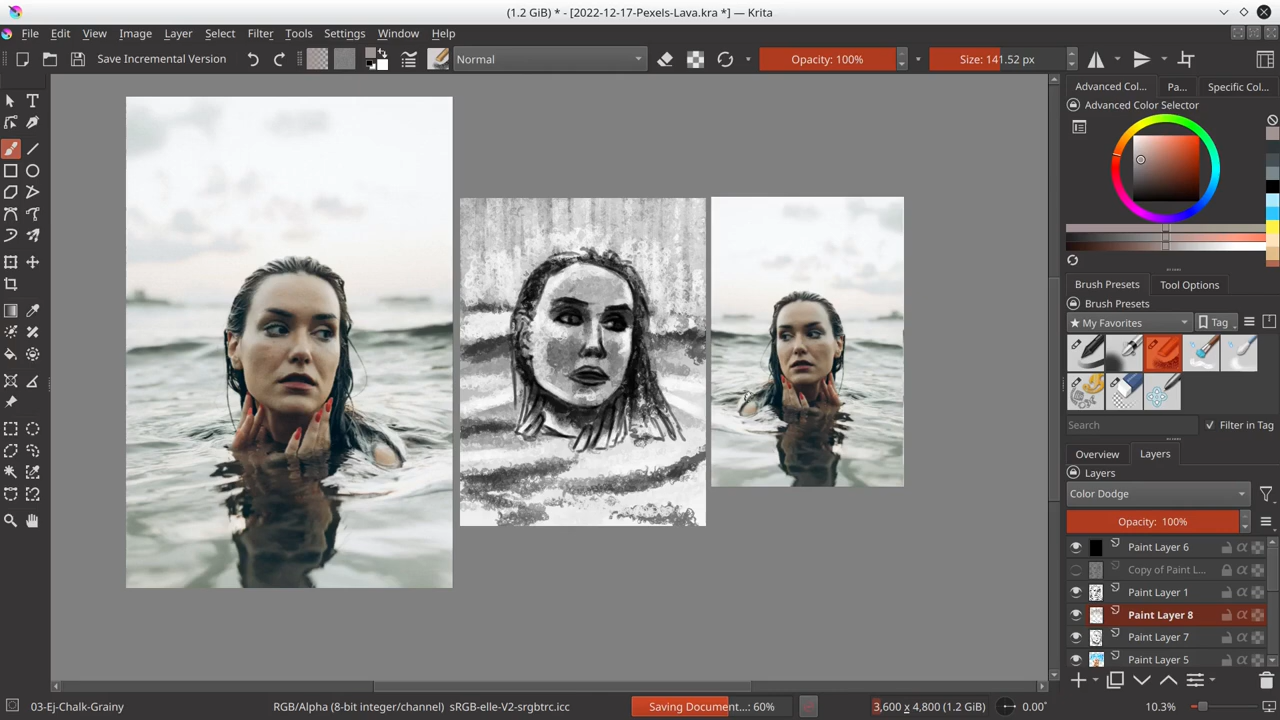 (1.2 GiB) * - [2022-12-17-Pexels-Lava.kra *] — Krita
File Edit View Image Layer Select Filter Tools Settings Window Help
Save Incremental Version Normal Opacity: 100% Size: 141.52 px
Advanced Col... Pa... Specific Col...
Advanced Color Selector
Brush Presets Tool Options
Brush Presets
★ My Favorites Tag
Search Filter in Tag
Overview Layers
Layers
Color Dodge
Opacity: 100%
Paint Layer 6
Copy of Paint L...
Paint Layer 1
Paint Layer 8
Paint Layer 7
Paint Layer 5
03-Ej-Chalk-Grainy RGB/Alpha (8-bit integer/channel) sRGB-elle-V2-srgbtrc.icc Saving Document...: 60% 3,600 x 4,800 (1.2 GiB) 0.00° 10.3%